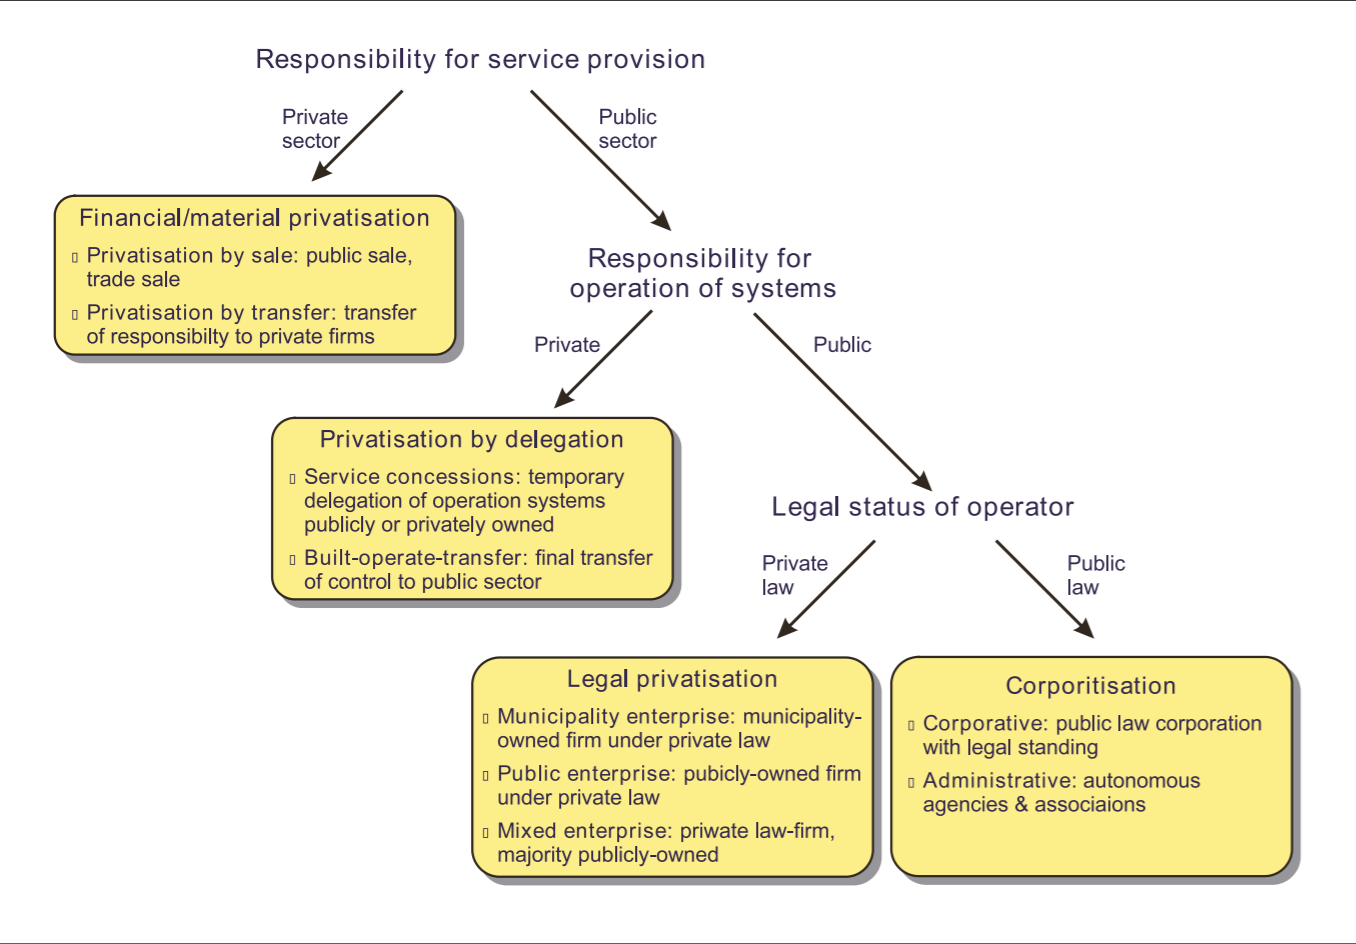 Responsibility for service provision
Private
sector
Public
sector
Financial/material privatisation
Privatisation by sale: public sale,
trade sale
Privatisation by transfer: transfer
of responsibilty to private firms
Responsibility for
operation of systems
Private
Public
Privatisation by delegation
Service concessions: temporary
delegation of operation systems
publicly or privately owned
Built-operate-transfer: final transfer
of control to public sector
Legal status of operator
Private
law
Public
law
Legal privatisation
Municipality enterprise: municipality-
owned firm under private law
Public enterprise: pubicly-owned firm
under private law
Mixed enterprise: priwate law-firm,
majority publicly-owned
Corporitisation
Corporative: public law corporation
with legal standing
Administrative: autonomous
agencies & associaions